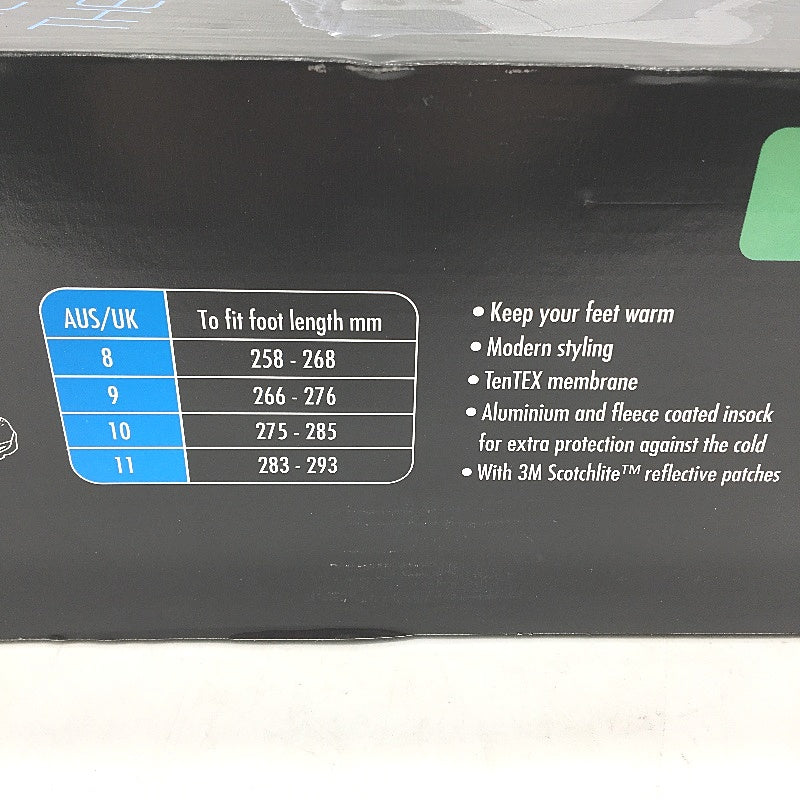 THE
AUS/UK To fit foot length mm
8 258 - 268
9 266 - 276
10 275 - 285
11 283 - 293
• Keep your feet warm
• Modern styling
• TenTEX membrane
• Aluminium and fleece coated insock
for extra protection against the cold
• With 3M Scotchlite™ reflective patches